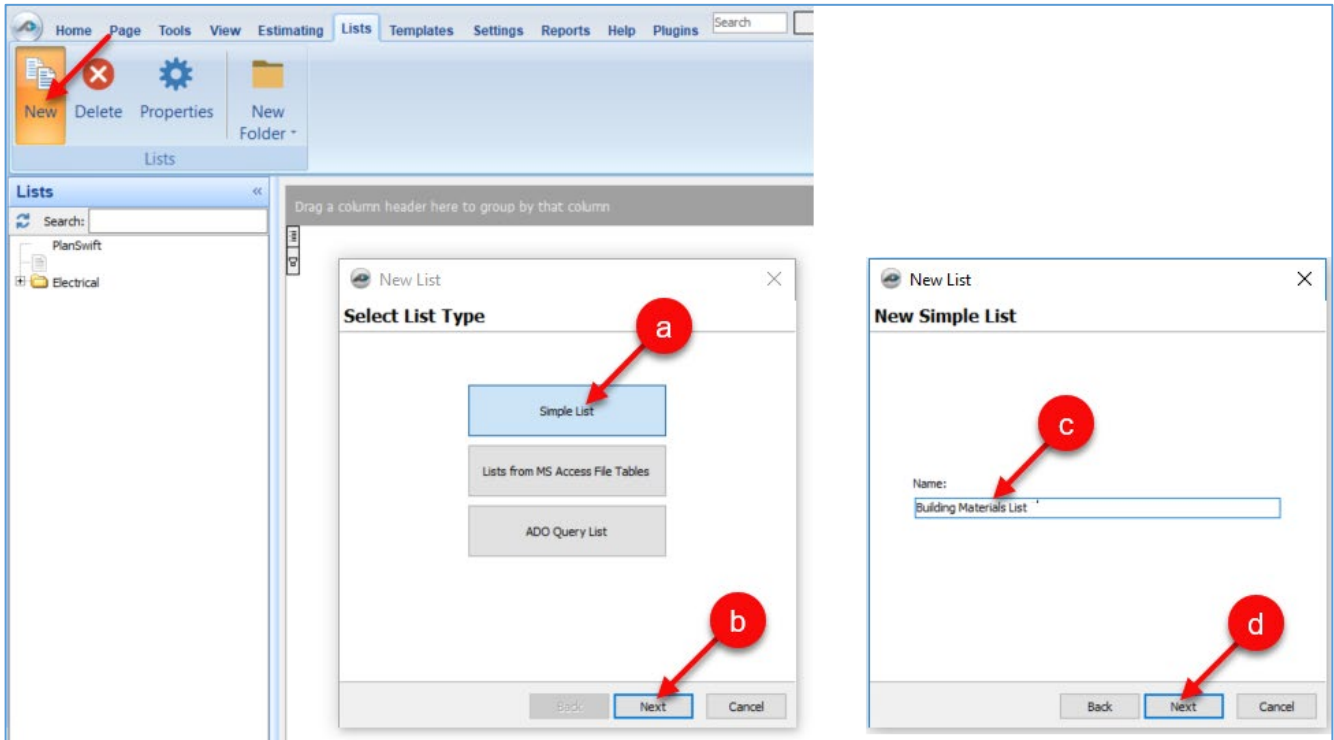 Home Page Tools View Estimating Lists Templates Settings Reports Help Plugins Search
New Delete Properties New Folder
Lists
Lists «
Search:
PlanSwift
Electrical
Drag a column header here to group by that column
New List
Select List Type
a
Simple List
Lists from MS Access File Tables
ADO Query List
b
Back Next Cancel
New List
New Simple List
c
Name:
Building Materials List
d
Back Next Cancel